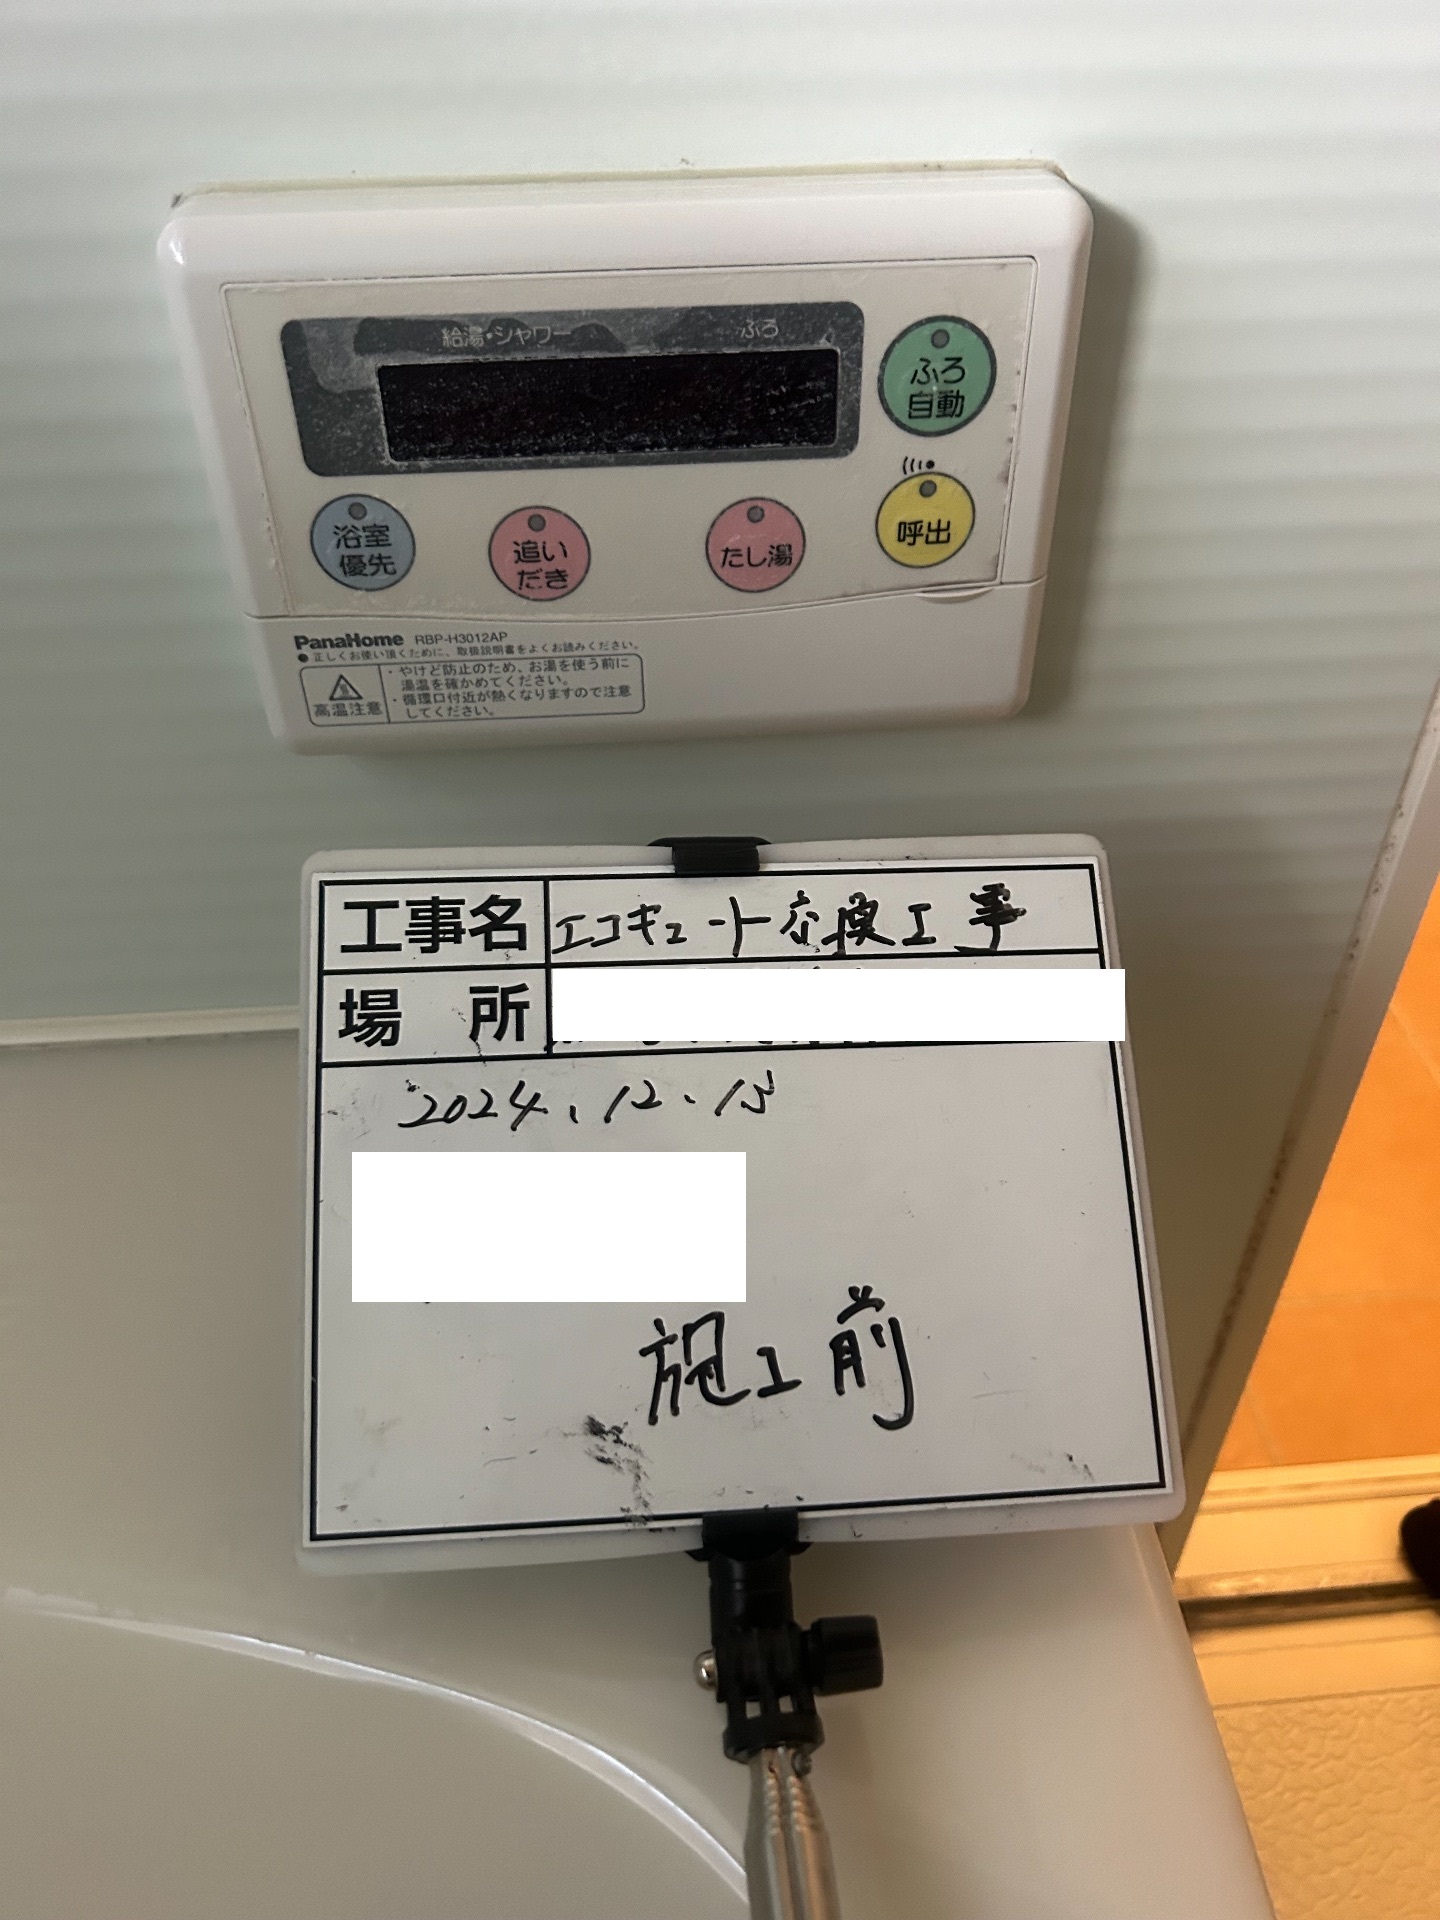 給湯・シャワー ふろ
ふろ
自動
浴室
優先
追い
だき
たし湯
呼出
PanaHome RBP-H3012AP
●正しくお使い頂くために、取扱説明書をよくお読みください。
高温注意
・やけど防止のため、お湯を使う前に
湯温を確かめてください。
・循環口付近が熱くなりますので注意
してください。
工事名 エコキュート交換工事
場所
2024.12.15
施工前